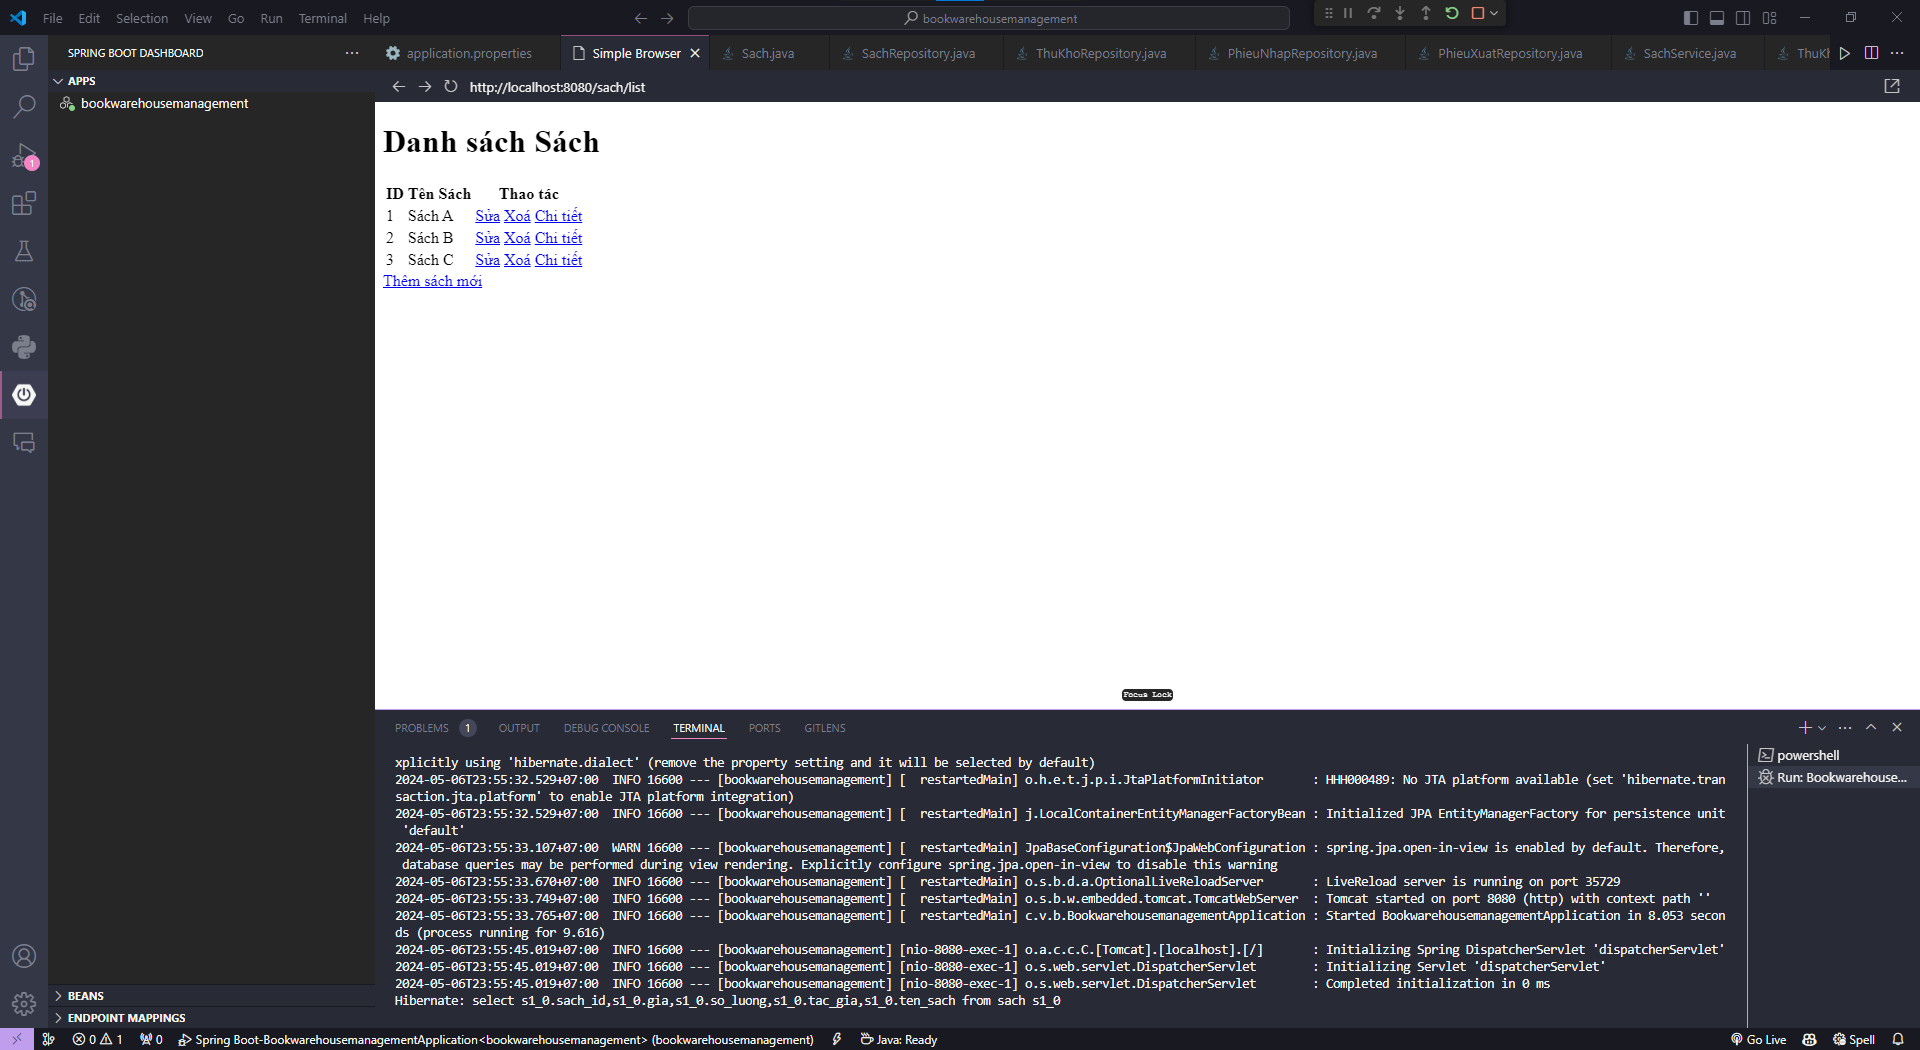 File Edit Selection View Go Run Terminal Help
bookwarehousemanagement
SPRING BOOT DASHBOARD
application.properties
Simple Browser
Sach.java
SachRepository.java
ThuKhoRepository.java
PhieuNhapRepository.java
PhieuXuatRepository.java
SachService.java
APPS
bookwarehousemanagement
1
http://localhost:8080/sach/list
Danh sách Sách
ID Tên Sách Thao tác
1 Sách A Sửa Xoá Chi tiết
2 Sách B Sửa Xoá Chi tiết
3 Sách C Sửa Xoá Chi tiết
Thêm sách mới
Focus Lock
PROBLEMS 1 OUTPUT DEBUG CONSOLE TERMINAL PORTS GITLENS
powershell
Run: Bookwarehouse...
xplicitly using 'hibernate.dialect' (remove the property setting and it will be selected by default)
2024-05-06T23:55:32.529+07:00 INFO 16600 --- [bookwarehousemanagement] [ restartedMain] o.h.e.t.j.p.i.JtaPlatformInitiator : HHH000489: No JTA platform available (set 'hibernate.tran
saction.jta.platform' to enable JTA platform integration)
2024-05-06T23:55:32.529+07:00 INFO 16600 --- [bookwarehousemanagement] [ restartedMain] j.LocalContainerEntityManagerFactoryBean : Initialized JPA EntityManagerFactory for persistence unit
'default'
2024-05-06T23:55:33.107+07:00 WARN 16600 --- [bookwarehousemanagement] [ restartedMain] JpaBaseConfiguration$JpaWebConfiguration : spring.jpa.open-in-view is enabled by default. Therefore,
database queries may be performed during view rendering. Explicitly configure spring.jpa.open-in-view to disable this warning
2024-05-06T23:55:33.670+07:00 INFO 16600 --- [bookwarehousemanagement] [ restartedMain] o.s.b.d.a.OptionalLiveReloadServer : LiveReload server is running on port 35729
2024-05-06T23:55:33.749+07:00 INFO 16600 --- [bookwarehousemanagement] [ restartedMain] o.s.b.w.embedded.tomcat.TomcatWebServer : Tomcat started on port 8080 (http) with context path ''
2024-05-06T23:55:33.765+07:00 INFO 16600 --- [bookwarehousemanagement] [ restartedMain] c.v.b.BookwarehousemanagementApplication : Started BookwarehousemanagementApplication in 8.053 secon
ds (process running for 9.616)
2024-05-06T23:55:45.019+07:00 INFO 16600 --- [bookwarehousemanagement] [nio-8080-exec-1] o.a.c.c.C.[Tomcat].[localhost].[/] : Initializing Spring DispatcherServlet 'dispatcherServlet'
2024-05-06T23:55:45.019+07:00 INFO 16600 --- [bookwarehousemanagement] [nio-8080-exec-1] o.s.web.servlet.DispatcherServlet : Initializing Servlet 'dispatcherServlet'
2024-05-06T23:55:45.019+07:00 INFO 16600 --- [bookwarehousemanagement] [nio-8080-exec-1] o.s.web.servlet.DispatcherServlet : Completed initialization in 0 ms
Hibernate: select s1_0.sach_id,s1_0.gia,s1_0.so_luong,s1_0.tac_gia,s1_0.ten_sach from sach s1_0
BEANS
ENDPOINT MAPPINGS
0 1 0 Spring Boot-BookwarehousemanagementApplication<bookwarehousemanagement> (bookwarehousemanagement) Java: Ready Go Live Spell